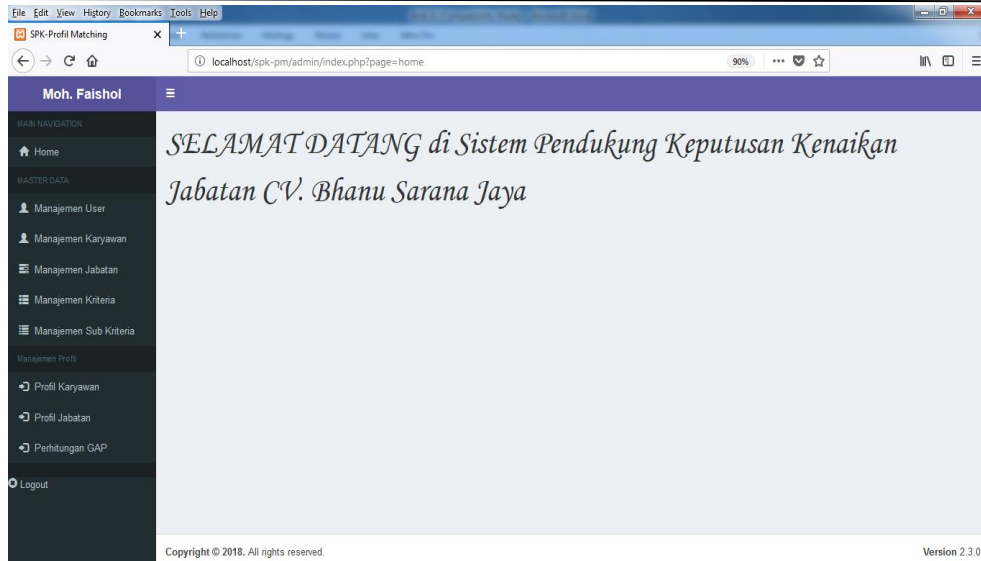 File Edit View History Bookmarks Tools Help
SPK-Profil Matching
localhost/spk-pm/admin/index.php?page=home
90%
Moh. Faishol
MAIN NAVIGATION
Home
MASTER DATA
Manajemen User
Manajemen Karyawan
Manajemen Jabatan
Manajemen Kriteria
Manajemen Sub Kriteria
Manajemen Profil
Profil Karyawan
Profil Jabatan
Perhitungan GAP
Logout
SELAMAT DATANG di Sistem Pendukung Keputusan Kenaikan
Jabatan CV. Bhanu Sarana Jaya
Copyright © 2018. All rights reserved.
Version 2.3.0